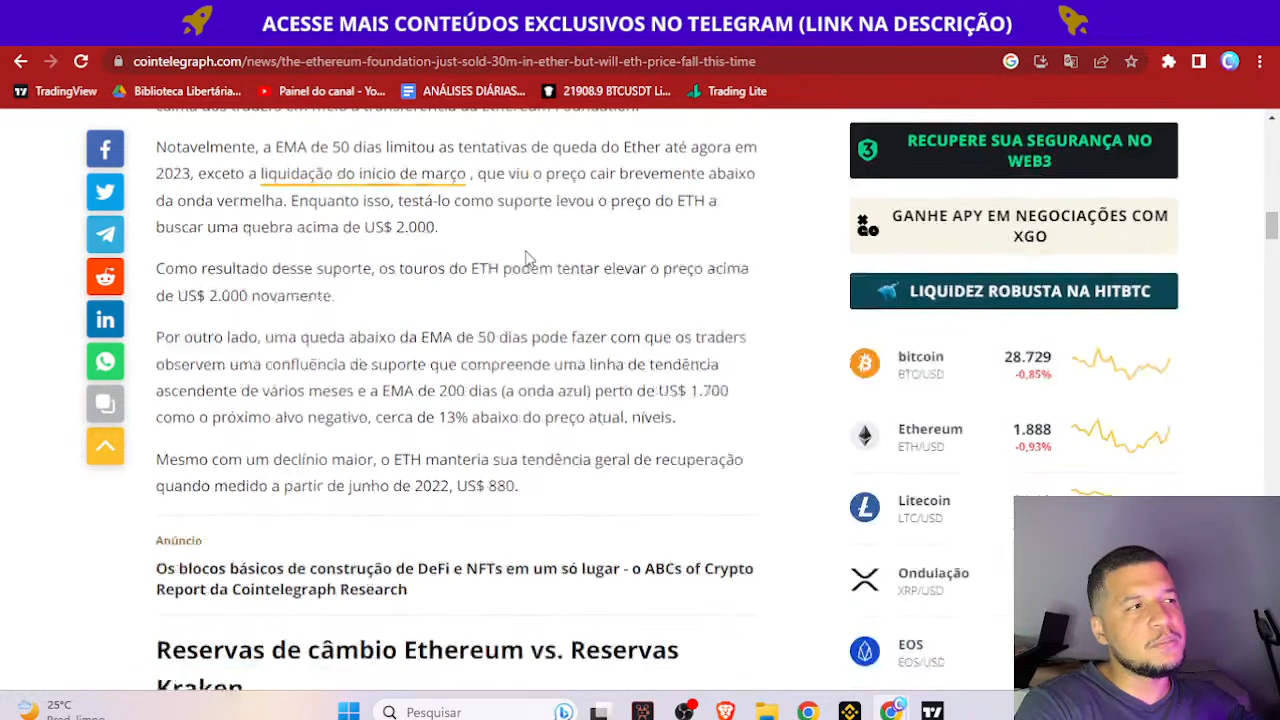 ACESSE MAIS CONTEÚDOS EXCLUSIVOS NO TELEGRAM (LINK NA DESCRIÇÃO)
cointelegraph.com/news/the-ethereum-foundation-just-sold-30m-in-ether-but-will-eth-price-fall-this-time
TradingView
Biblioteca Libertária...
Painel do canal - Yo...
ANÁLISES DIÁRIAS...
21908.9 BTCUSDT Li...
Trading Lite
Notavelmente, a EMA de 50 dias limitou as tentativas de queda do Ether até agora em
2023, exceto a liquidação do início de março , que viu o preço cair brevemente abaixo
da onda vermelha. Enquanto isso, testá-lo como suporte levou o preço do ETH a
buscar uma quebra acima de US$ 2.000.
Como resultado desse suporte, os touros do ETH podem tentar elevar o preço acima
de US$ 2.000 novamente.
Por outro lado, uma queda abaixo da EMA de 50 dias pode fazer com que os traders
observem uma confluência de suporte que compreende uma linha de tendência
ascendente de vários meses e a EMA de 200 dias (a onda azul) perto de US$ 1.700
como o próximo alvo negativo, cerca de 13% abaixo do preço atual, níveis.
Mesmo com um declínio maior, o ETH manteria sua tendência geral de recuperação
quando medido a partir de junho de 2022, US$ 880.
Anúncio
Os blocos básicos de construção de DeFi e NFTs em um só lugar - o ABCs of Crypto
Report da Cointelegraph Research
Reservas de câmbio Ethereum vs. Reservas
Kraken
RECUPERE SUA SEGURANÇA NO
WEB3
GANHE APY EM NEGOCIAÇÕES COM
XGO
LIQUIDEZ ROBUSTA NA HITBTC
bitcoin 28.729
BTC/USD -0,85%
Ethereum 1.888
ETH/USD -0,93%
Litecoin
LTC/USD
Ondulação
XRP/USD
EOS
EOS/USD
25°C
Pred. limpo
Pesquisar